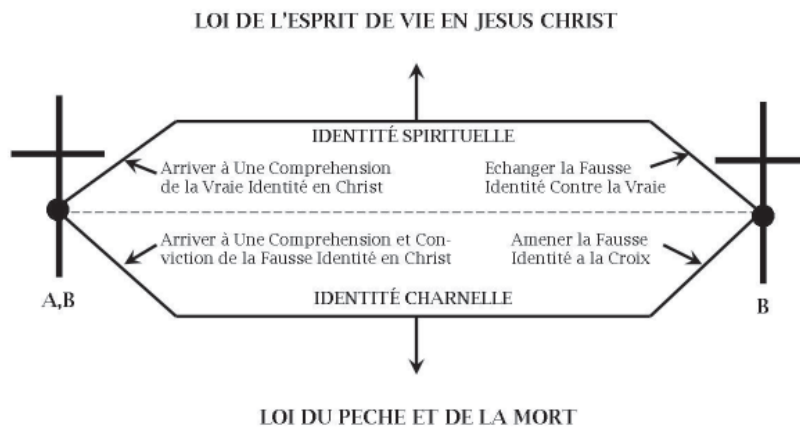 LOI DE L'ESPRIT DE VIE EN JESUS CHRIST
IDENTITÉ SPIRITUELLE
Arriver à Une Comprehension
de la Vraie Identité en Christ
Echanger la Fausse
Identité Contre la Vraie
Arriver à Une Comprehension et Con-
viction de la Fausse Identité en Christ
Amener la Fausse
Identité a la Croix
A,B
IDENTITÉ CHARNELLE
B
LOI DU PECHE ET DE LA MORT